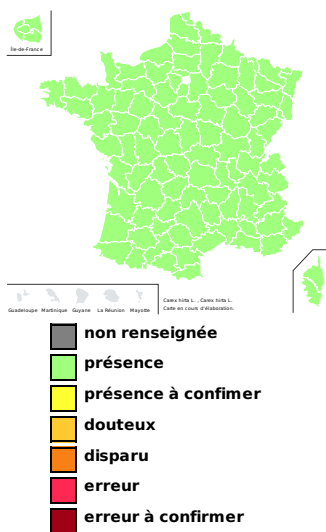 Île-de-France
Guadeloupe Martinique Guyane La Réunion Mayotte
Carex hirta L. , Carex hirta L.
Carte en cours d'élaboration.
non renseignée
présence
présence à confimer
douteux
disparu
erreur
erreur à confirmer